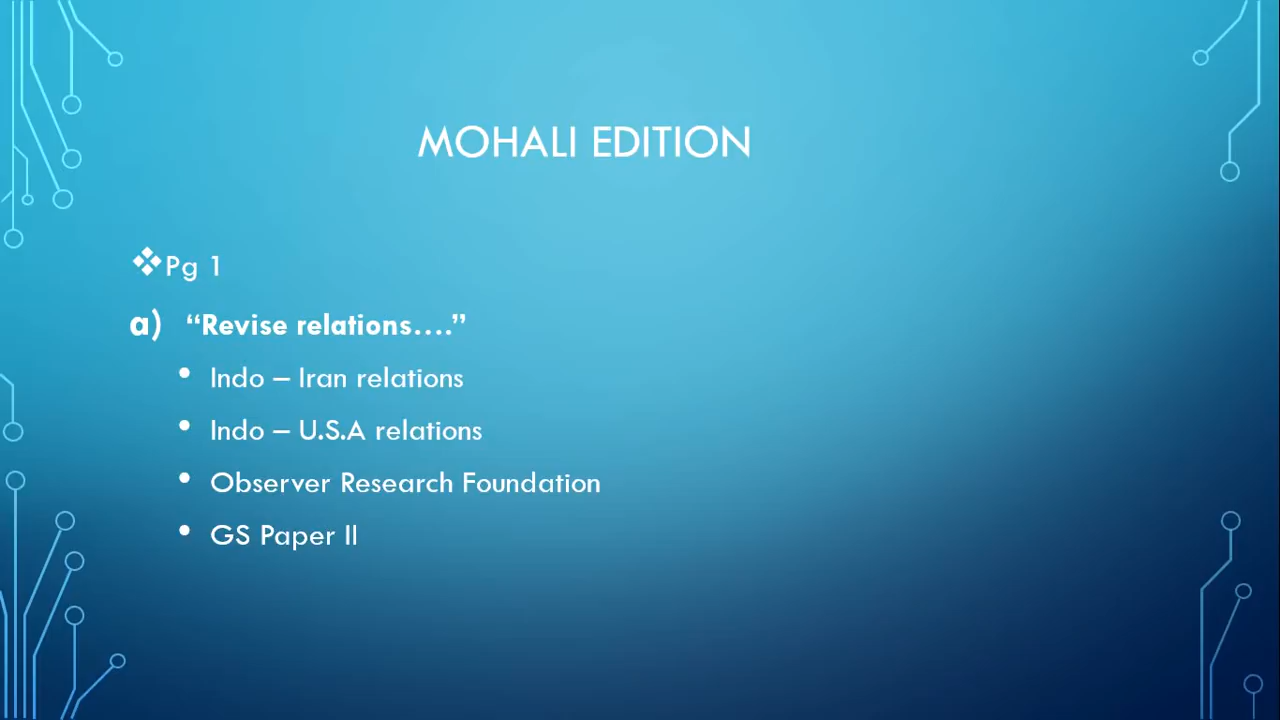 MOHALI EDITION
❖Pg 1
a) “Revise relations….”
• Indo – Iran relations
• Indo – U.S.A relations
• Observer Research Foundation
• GS Paper II